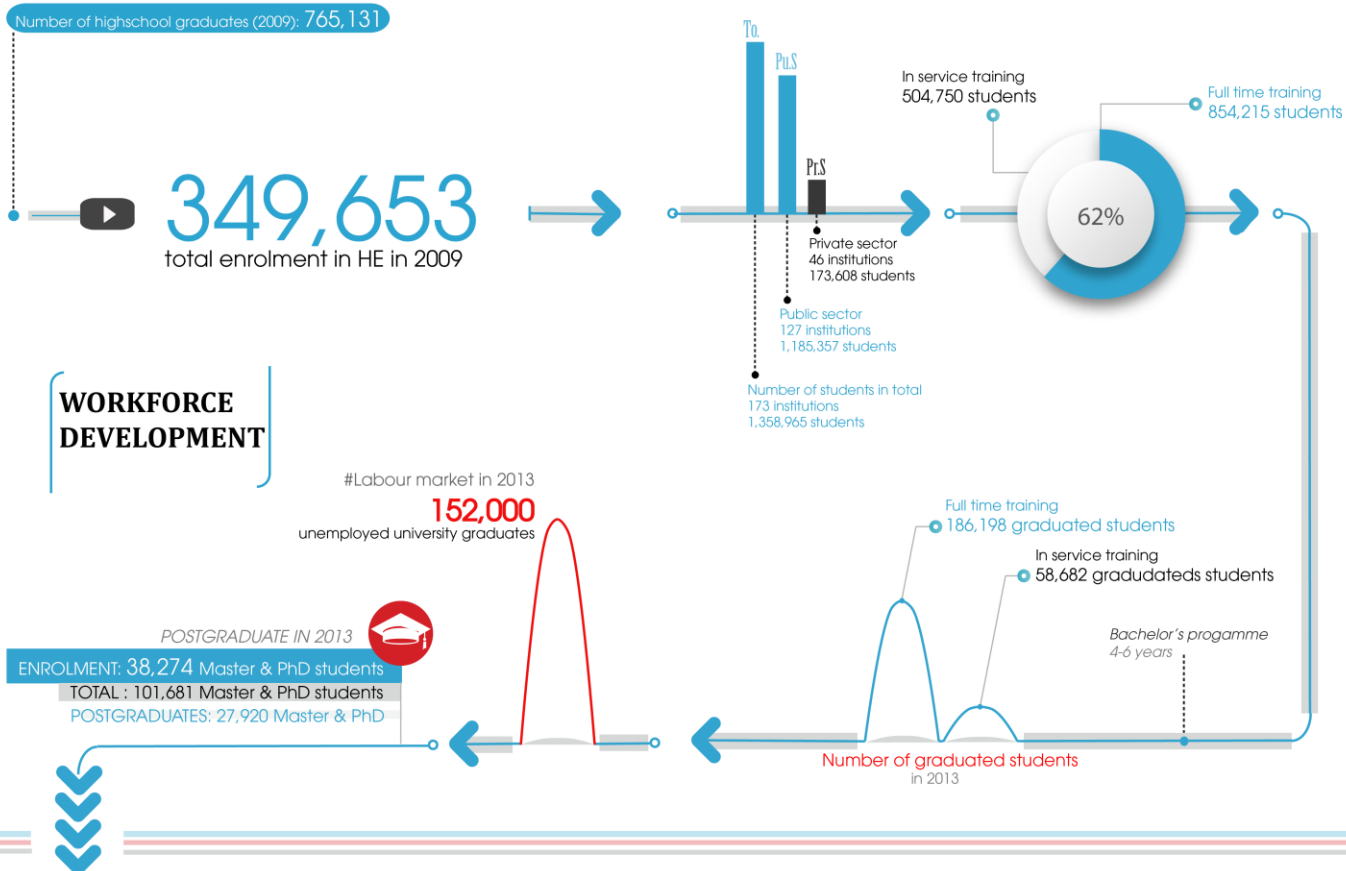 Number of highschool graduates (2009): 765,131
349,653
total enrolment in HE in 2009
To.
Pu.S
Pr.S
Private sector
46 institutions
173,608 students
Public sector
127 institutions
1,185,357 students
Number of students in total
173 institutions
1,358,965 students
In service training
504,750 students
Full time training
854,215 students
62%
WORKFORCE
DEVELOPMENT
#Labour market in 2013
152,000
unemployed university graduates
Full time training
186,198 graduated students
In service training
58,682 gradudateds students
Bachelor's progamme
4-6 years
Number of graduated students
in 2013
POSTGRADUATE IN 2013
ENROLMENT: 38,274 Master & PhD students
TOTAL : 101,681 Master & PhD students
POSTGRADUATES: 27,920 Master & PhD